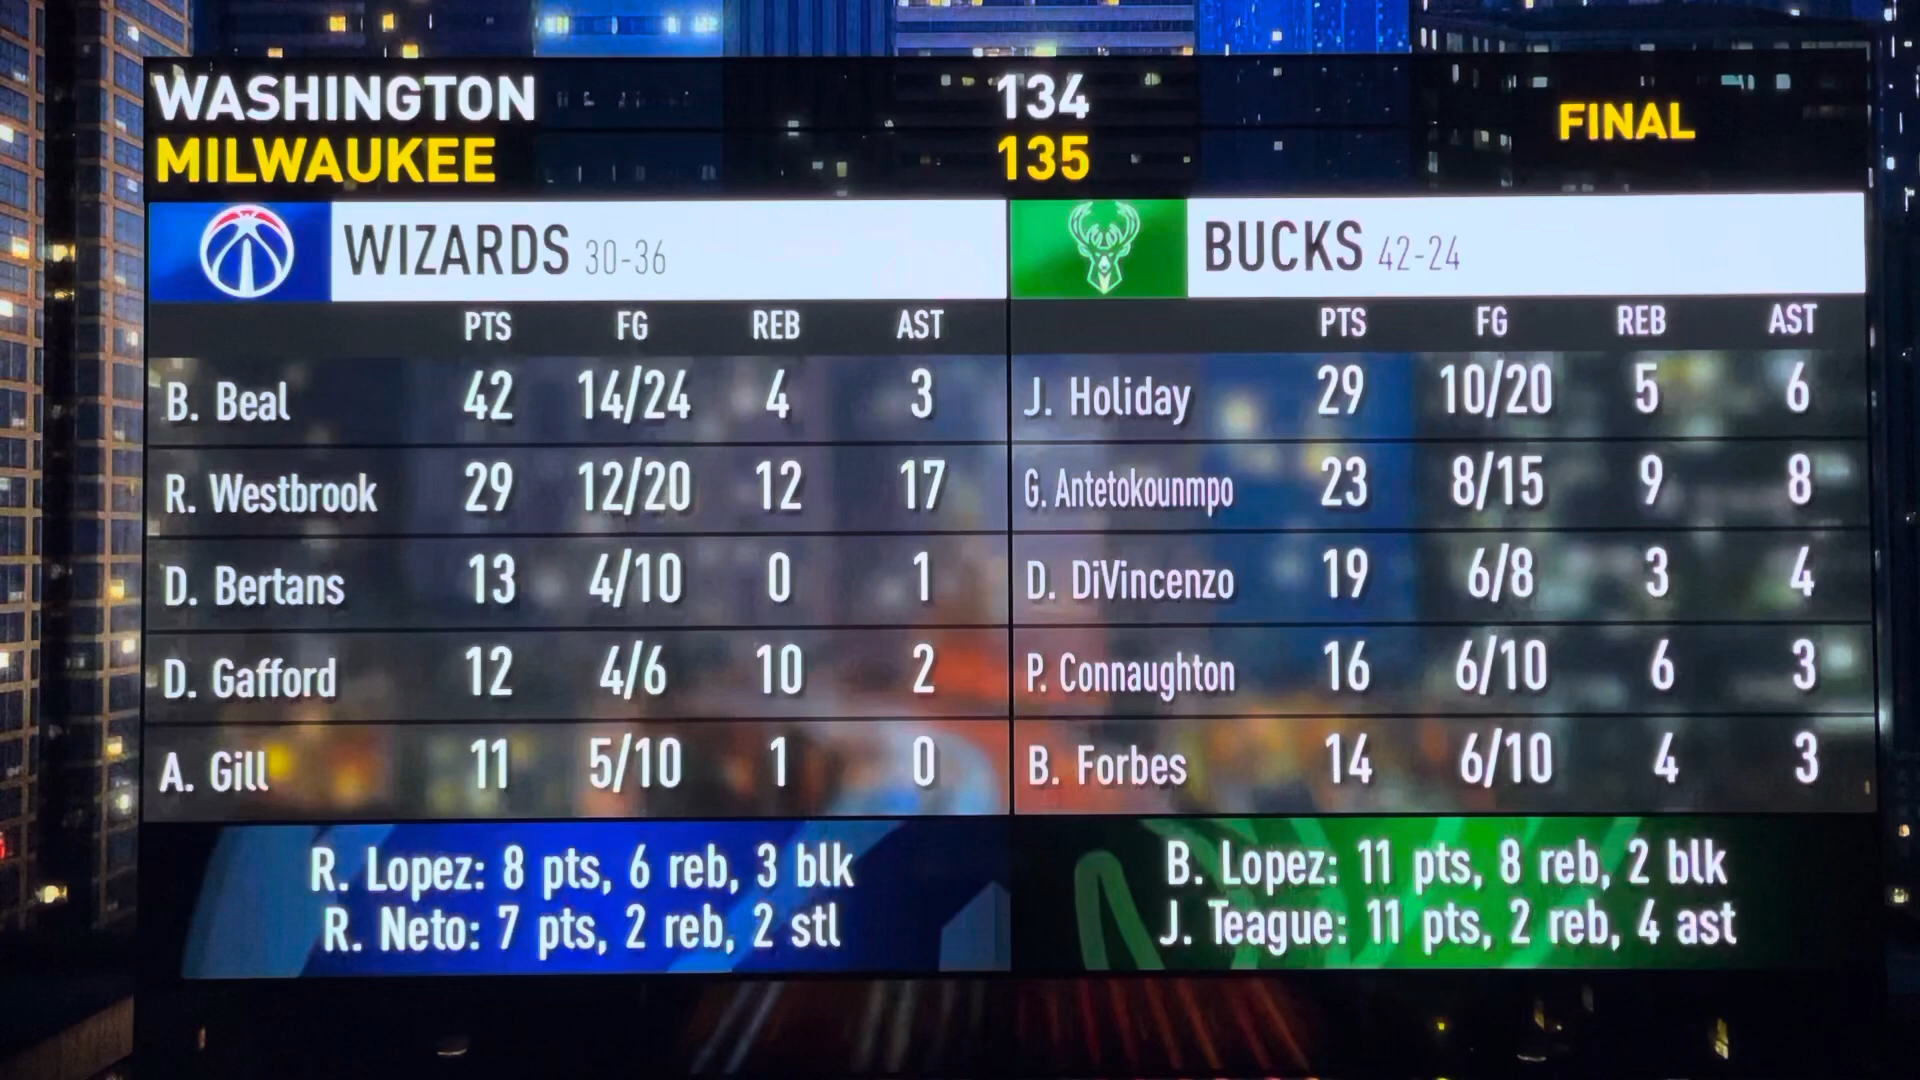 WASHINGTON 134 FINAL
MILWAUKEE 135
WIZARDS 30-36
PTS FG REB AST
B. Beal 42 14/24 4 3
R. Westbrook 29 12/20 12 17
D. Bertans 13 4/10 0 1
D. Gafford 12 4/6 10 2
A. Gill 11 5/10 1 0
R. Lopez: 8 pts, 6 reb, 3 blk
R. Neto: 7 pts, 2 reb, 2 stl
BUCKS 42-24
PTS FG REB AST
J. Holiday 29 10/20 5 6
G. Antetokounmpo 23 8/15 9 8
D. DiVincenzo 19 6/8 3 4
P. Connaughton 16 6/10 6 3
B. Forbes 14 6/10 4 3
B. Lopez: 11 pts, 8 reb, 2 blk
J. Teague: 11 pts, 2 reb, 4 ast